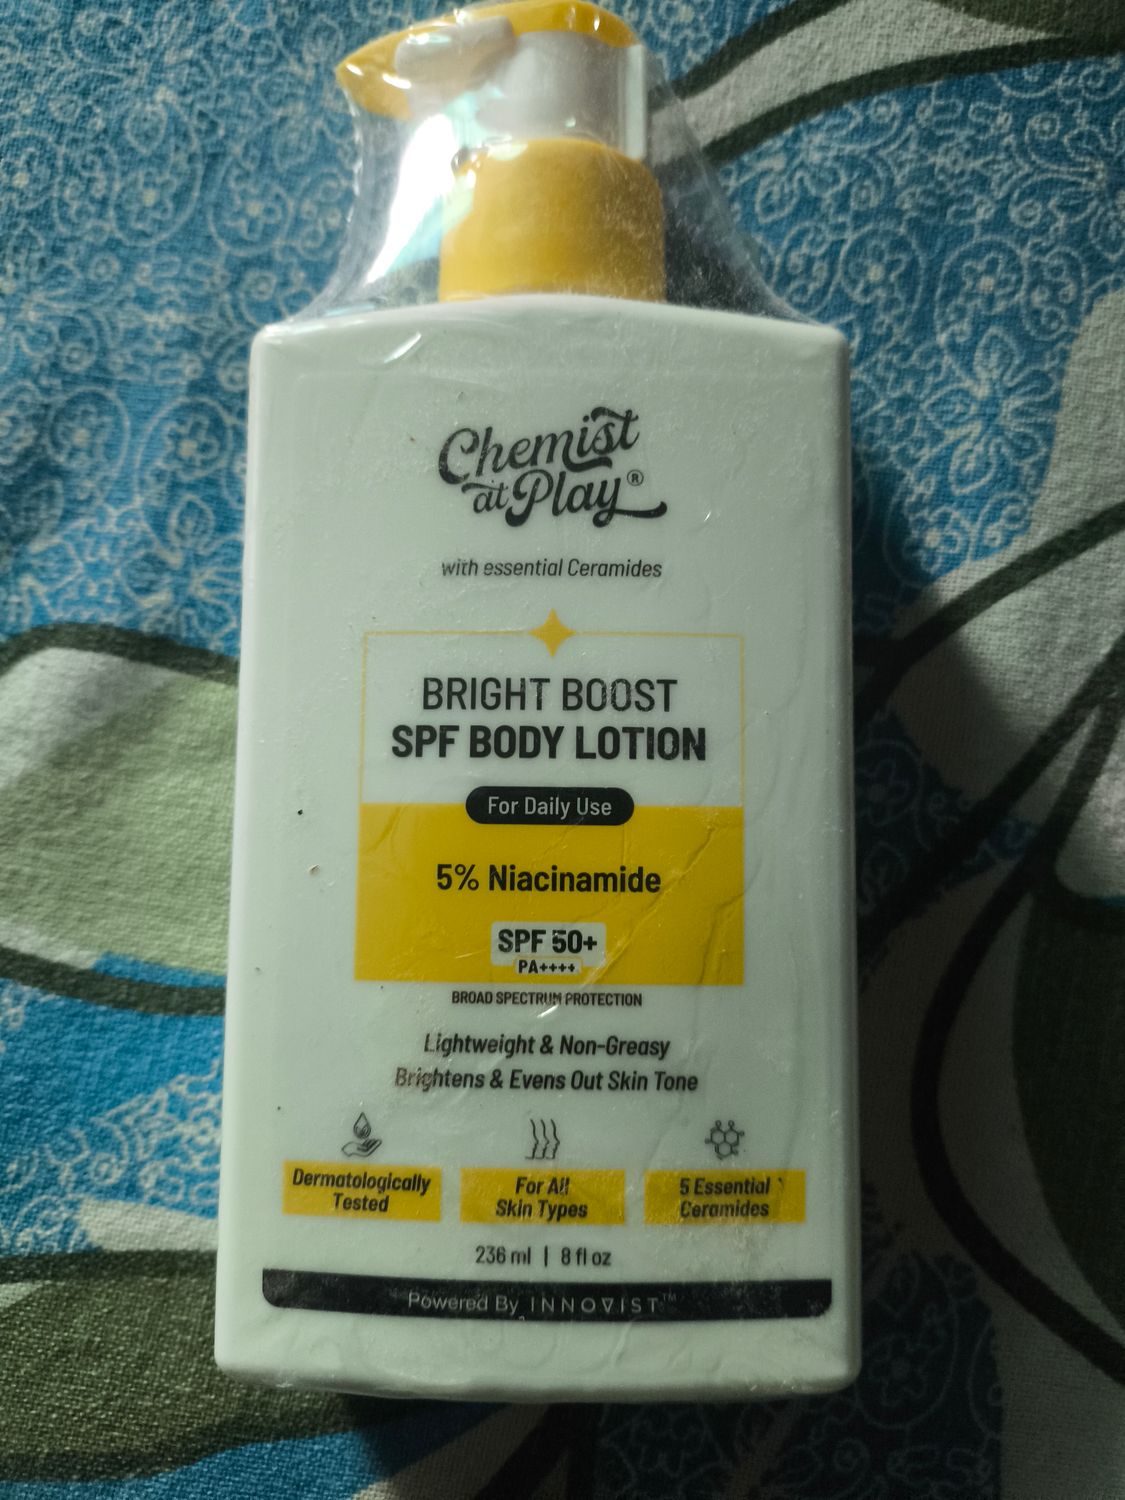 Chemist
at Play®
with essential Ceramides
BRIGHT BOOST
SPF BODY LOTION
For Daily Use
5% Niacinamide
SPF 50+
PA++++
BROAD SPECTRUM PROTECTION
Lightweight & Non-Greasy
Brightens & Evens Out Skin Tone
Dermatologically
Tested
For All
Skin Types
5 Essential
Ceramides
236 ml | 8 fl oz
Powered By INNOVIST™